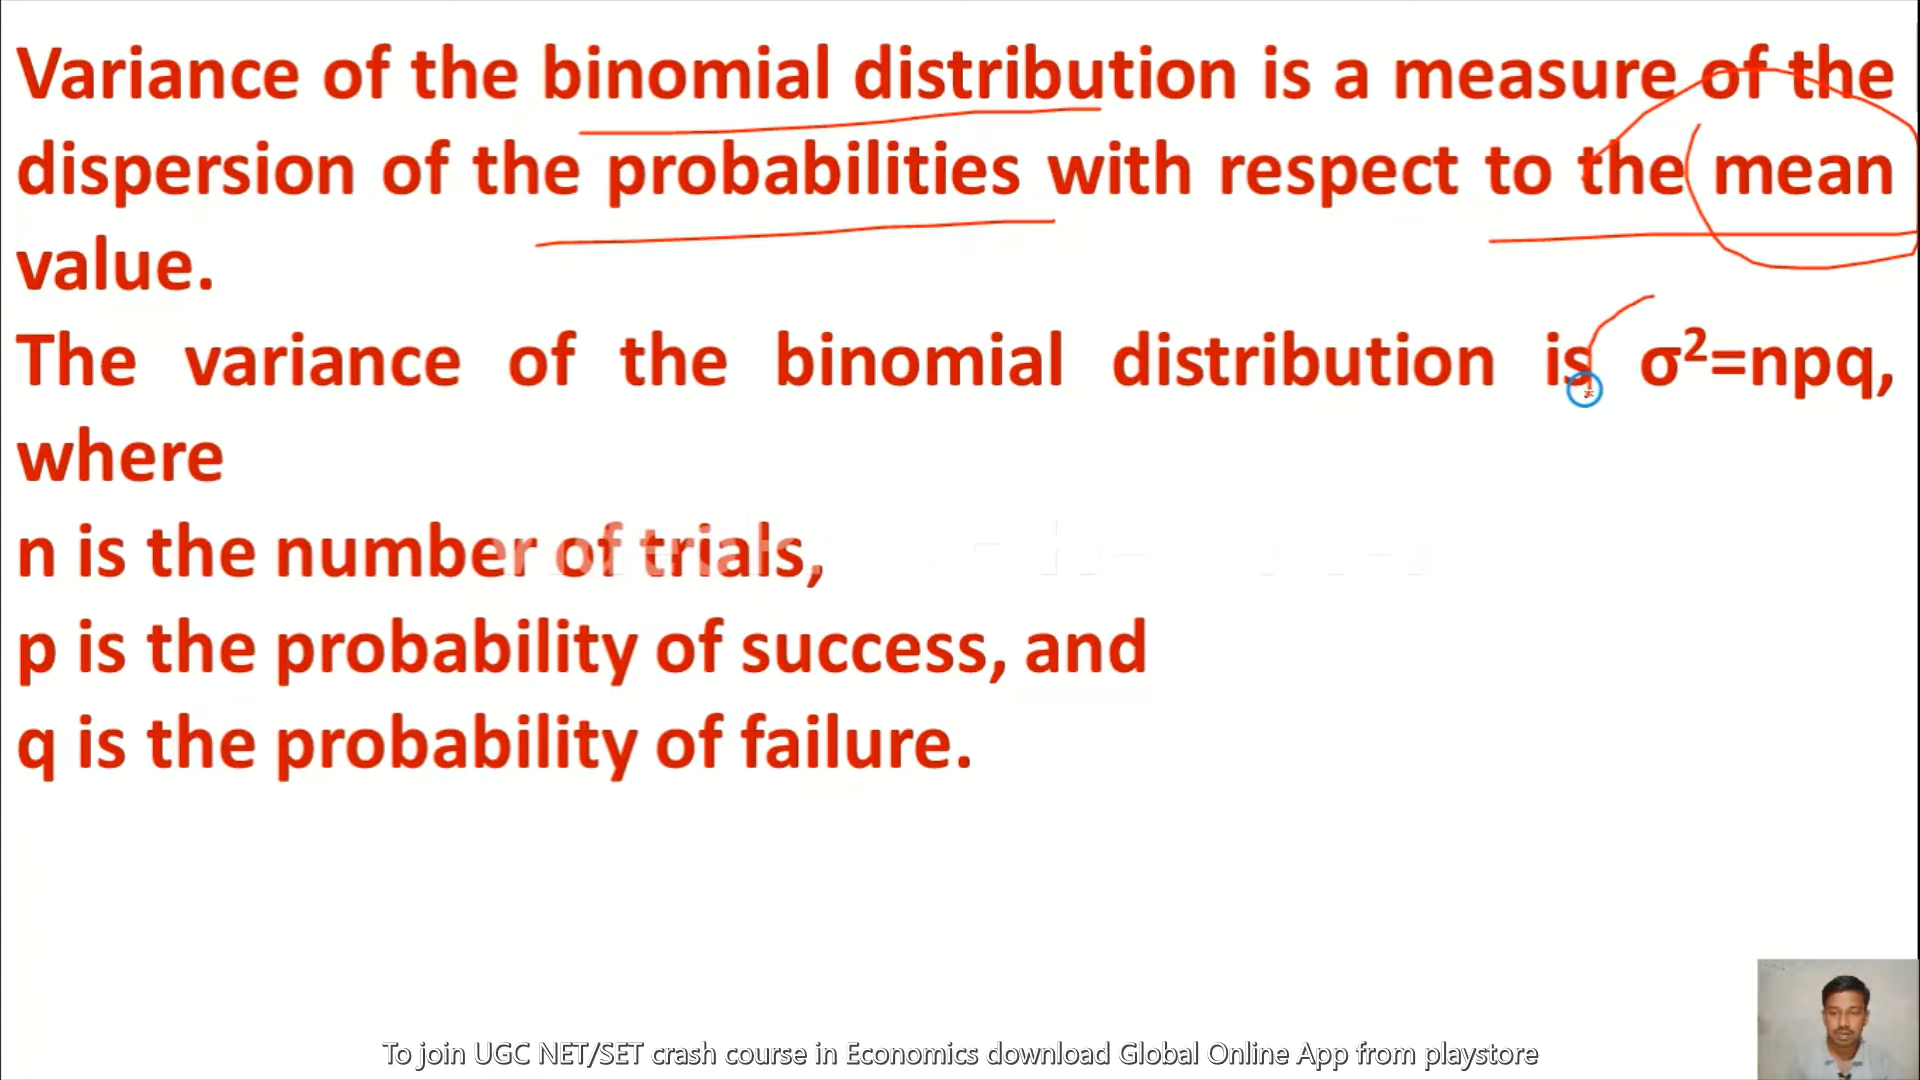 Variance of the binomial distribution is a measure of the
dispersion of the probabilities with respect to the mean
value.
The variance of the binomial distribution is σ²=npq,
where
n is the number of trials,
p is the probability of success, and
q is the probability of failure.
To join UGC NET/SET crash course in Economics download Global Online App from playstore